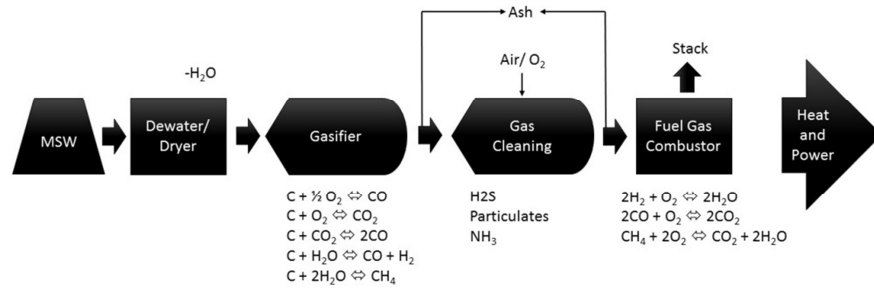 Ash
-H₂O
Air/ O₂
Stack
MSW
Dewater/
Dryer
Gasifier
Gas
Cleaning
Fuel Gas
Combustor
Heat
and
Power
C + ½ O₂ ⇔ CO
C + O₂ ⇔ CO₂
C + CO₂ ⇔ 2CO
C + H₂O ⇔ CO + H₂
C + 2H₂O ⇔ CH₄
H2S
Particulates
NH₃
2H₂ + O₂ ⇔ 2H₂O
2CO + O₂ ⇔ 2CO₂
CH₄ + 2O₂ ⇔ CO₂ + 2H₂O